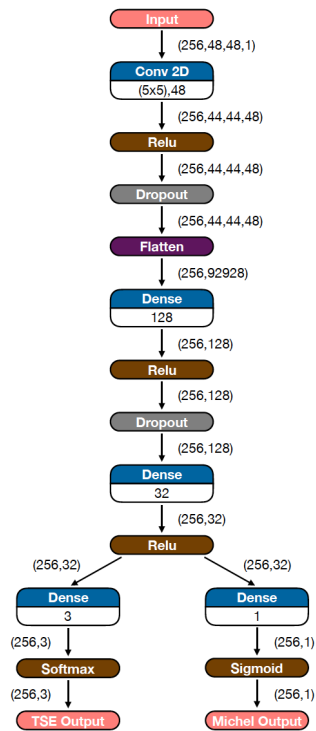 Input
(256,48,48,1)
Conv 2D
(5x5),48
(256,44,44,48)
Relu
(256,44,44,48)
Dropout
(256,44,44,48)
Flatten
(256,92928)
Dense
128
(256,128)
Relu
(256,128)
Dropout
(256,128)
Dense
32
(256,32)
Relu
(256,32) (256,32)
Dense Dense
3 1
(256,3) (256,1)
Softmax Sigmoid
(256,3) (256,1)
TSE Output Michel Output